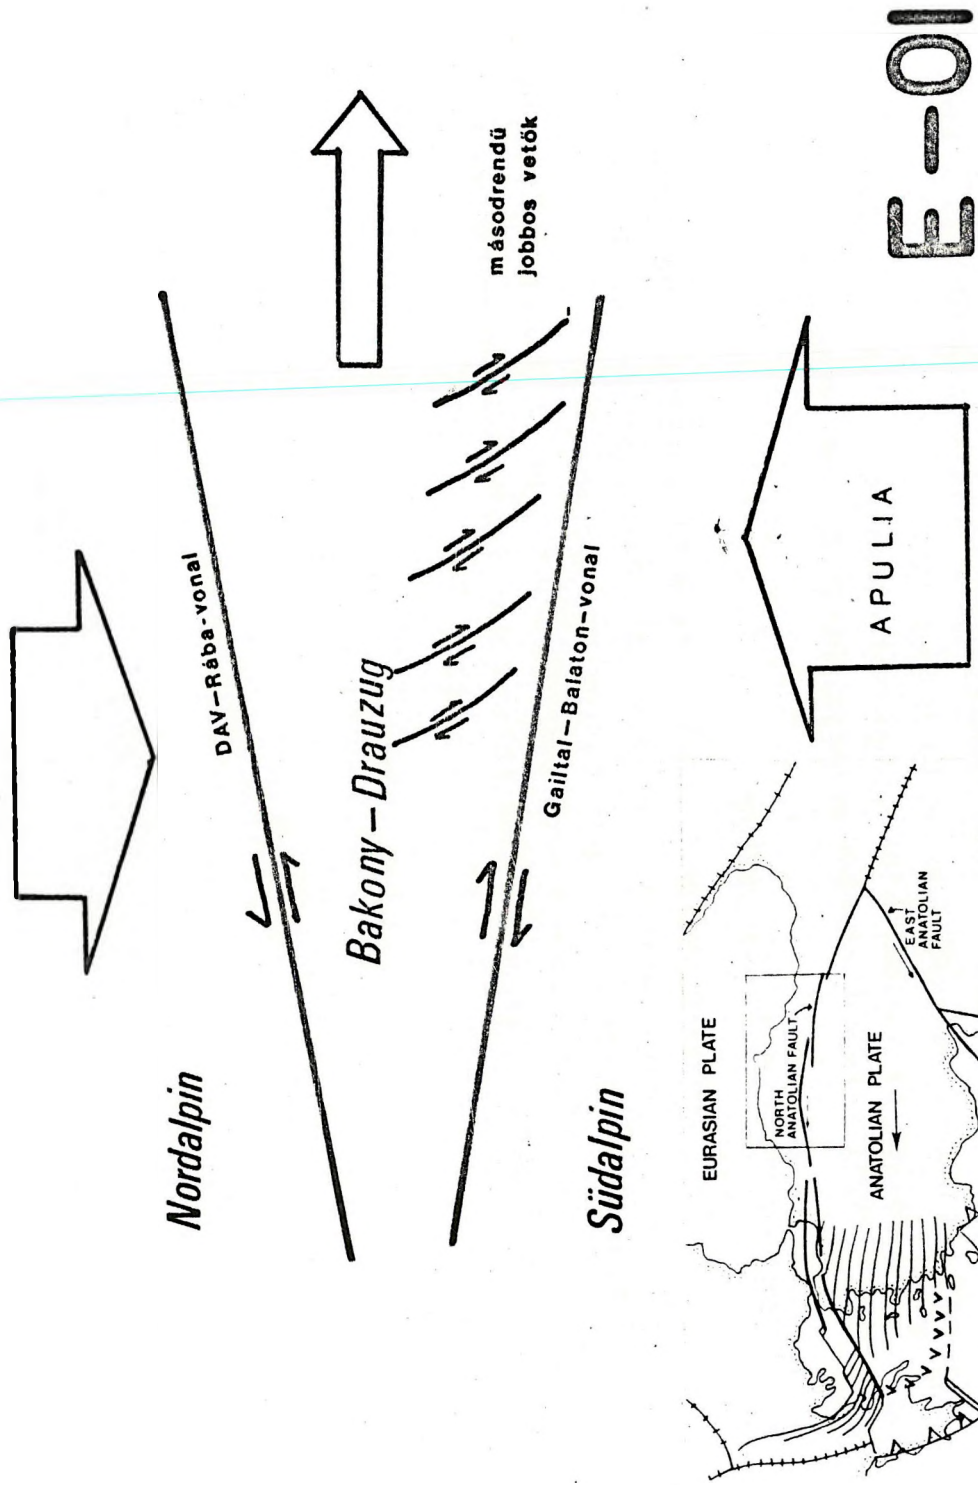 Nordalpin
DAV–Rába-vonal
Bakony–Drauzug
másodrendü
jobbos vetők
Gailtal–Balaton-vonal
Südalpin
APULIA
EURASIAN PLATE
NORTH
ANATOLIAN FAULT
ANATOLIAN PLATE
EAST
ANATOLIAN
FAULT
E-01